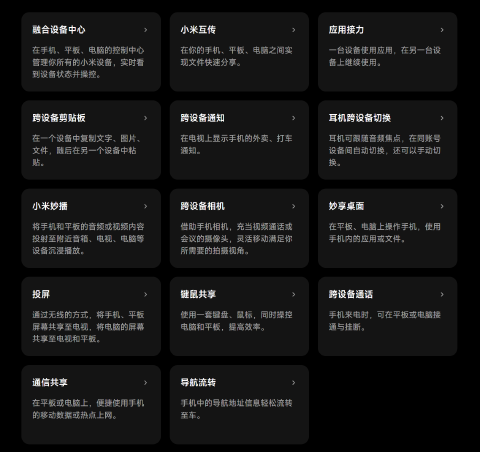 融合设备中心
在手机、平板、电脑的控制中心
管理你所有的小米设备，实时看
到设备状态并操控。
小米互传
在你的手机、平板、电脑之间实
现文件快速分享。
应用接力
一台设备使用应用，在另一台设
备上继续使用。
跨设备剪贴板
在一个设备中复制文字、图片、
文件，随后在另一个设备中粘
贴。
跨设备通知
在电视上显示手机的外卖、打车
通知。
耳机跨设备切换
耳机可跟随音频焦点，在同账号
设备间自动切换，还可以手动切
换。
小米妙播
将手机和平板的音频或视频内容
投射至附近音箱、电视、电脑等
设备沉浸播放。
跨设备相机
借助手机相机，充当视频通话或
会议的摄像头，灵活移动满足你
所需要的拍摄视角。
妙享桌面
在平板、电脑上操作手机，使用
手机内的应用或文件。
投屏
通过无线的方式，将手机、平板
屏幕共享至电视，将电脑的屏幕
共享至电视和平板。
键鼠共享
使用一套键盘、鼠标，同时操控
电脑和平板，提高效率。
跨设备通话
手机来电时，可在平板或电脑接
通与挂断。
通信共享
在平板或电脑上，便捷使用手机
的移动数据或热点上网。
导航流转
手机中的导航地址信息轻松流转
至车。